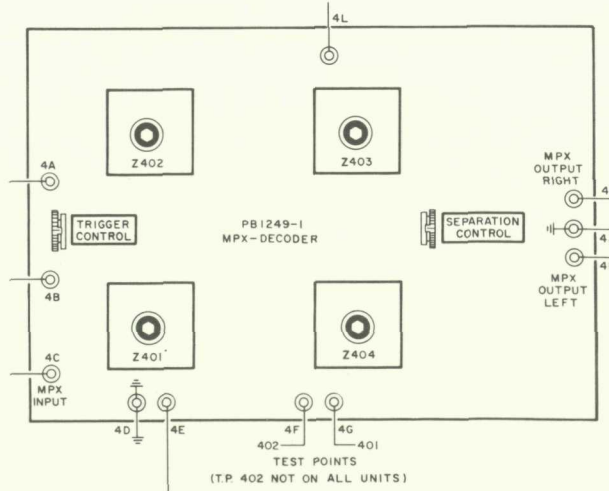 4L
Z402
Z403
4A
MPX
OUTPUT
RIGHT
TRIGGER
CONTROL
PB1249-1
MPX-DECODER
SEPARATION
CONTROL
4B
MPX
OUTPUT
LEFT
Z401
Z404
4C
MPX
INPUT
4D
4E
4F
4G
402
401
TEST POINTS
(T.P. 402 NOT ON ALL UNITS)